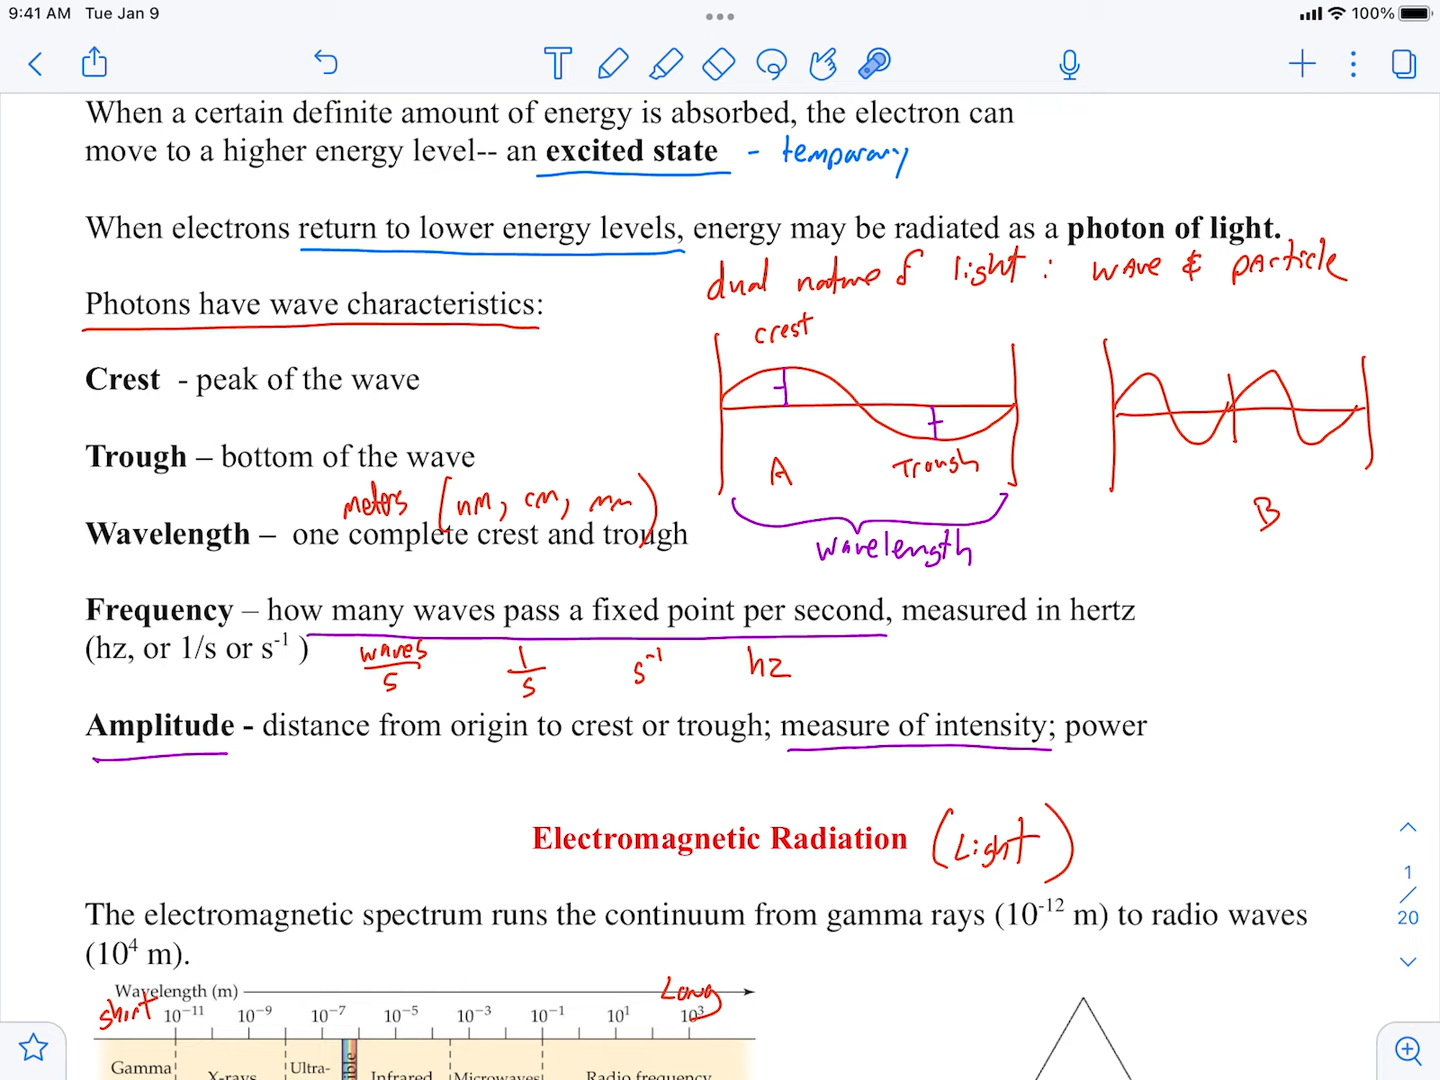 9:41 AM Tue Jan 9
100%
When a certain definite amount of energy is absorbed, the electron can
move to a higher energy level-- an excited state - temporary
When electrons return to lower energy levels, energy may be radiated as a photon of light.
dual nature of light : wave & particle
Photons have wave characteristics:
crest
Crest - peak of the wave
Trough – bottom of the wave
A
Trough
B
meters (nm, cm, mm)
Wavelength – one complete crest and trough
wavelength
Frequency – how many waves pass a fixed point per second, measured in hertz
(hz, or 1/s or s⁻¹ )
waves/s 1/s s⁻¹ hz
Amplitude - distance from origin to crest or trough; measure of intensity; power
Electromagnetic Radiation (Light)
1
/
20
The electromagnetic spectrum runs the continuum from gamma rays (10⁻¹² m) to radio waves
(10⁴ m).
Wavelength (m)
short
Long
10⁻¹¹ 10⁻⁹ 10⁻⁷ 10⁻⁵ 10⁻³ 10⁻¹ 10¹ 10³
Gamma
X-rays
Ultra-
Infrared
Microwaves
Radio frequency